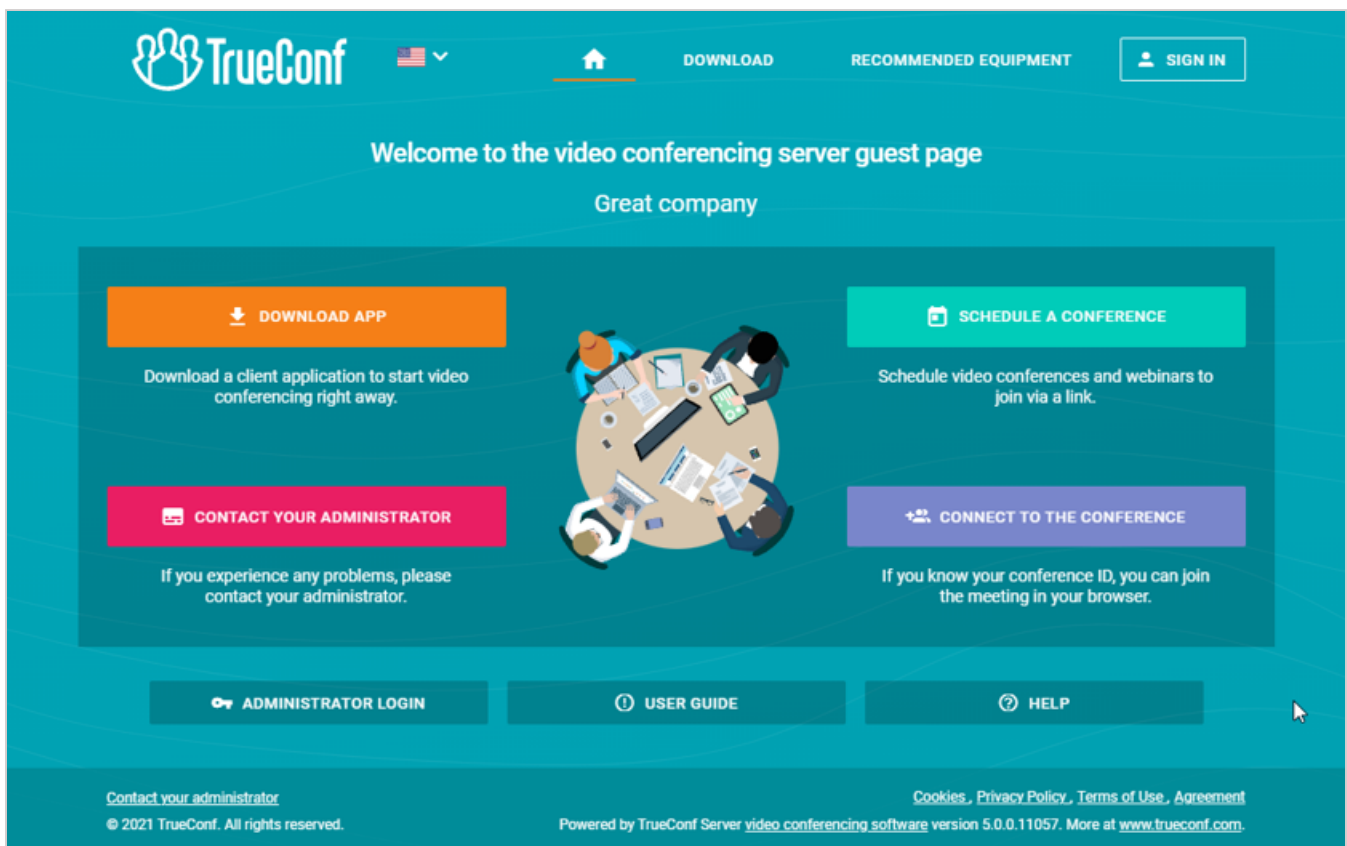 TrueConf
DOWNLOAD
RECOMMENDED EQUIPMENT
SIGN IN
Welcome to the video conferencing server guest page
Great company
DOWNLOAD APP
Download a client application to start video
conferencing right away.
SCHEDULE A CONFERENCE
Schedule video conferences and webinars to
join via a link.
CONTACT YOUR ADMINISTRATOR
If you experience any problems, please
contact your administrator.
CONNECT TO THE CONFERENCE
If you know your conference ID, you can join
the meeting in your browser.
ADMINISTRATOR LOGIN
USER GUIDE
HELP
Contact your administrator
Cookies , Privacy Policy , Terms of Use , Agreement
© 2021 TrueConf. All rights reserved.
Powered by TrueConf Server video conferencing software version 5.0.0.11057. More at www.trueconf.com.